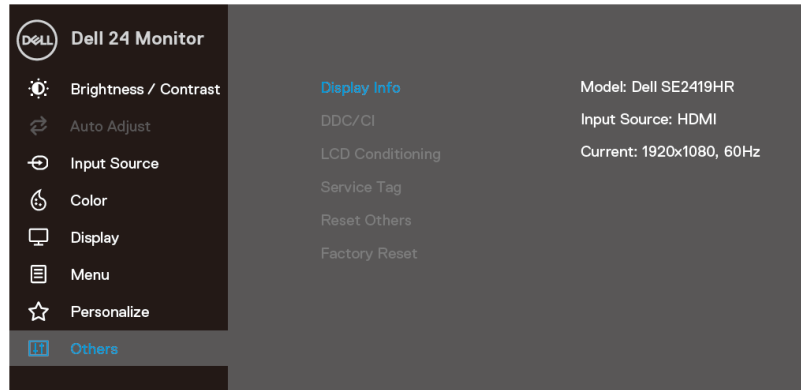 DELL Dell 24 Monitor
Brightness / Contrast
Auto Adjust
Input Source
Color
Display
Menu
Personalize
Others
Display Info
DDC/CI
LCD Conditioning
Service Tag
Reset Others
Factory Reset
Model: Dell SE2419HR
Input Source: HDMI
Current: 1920x1080, 60Hz